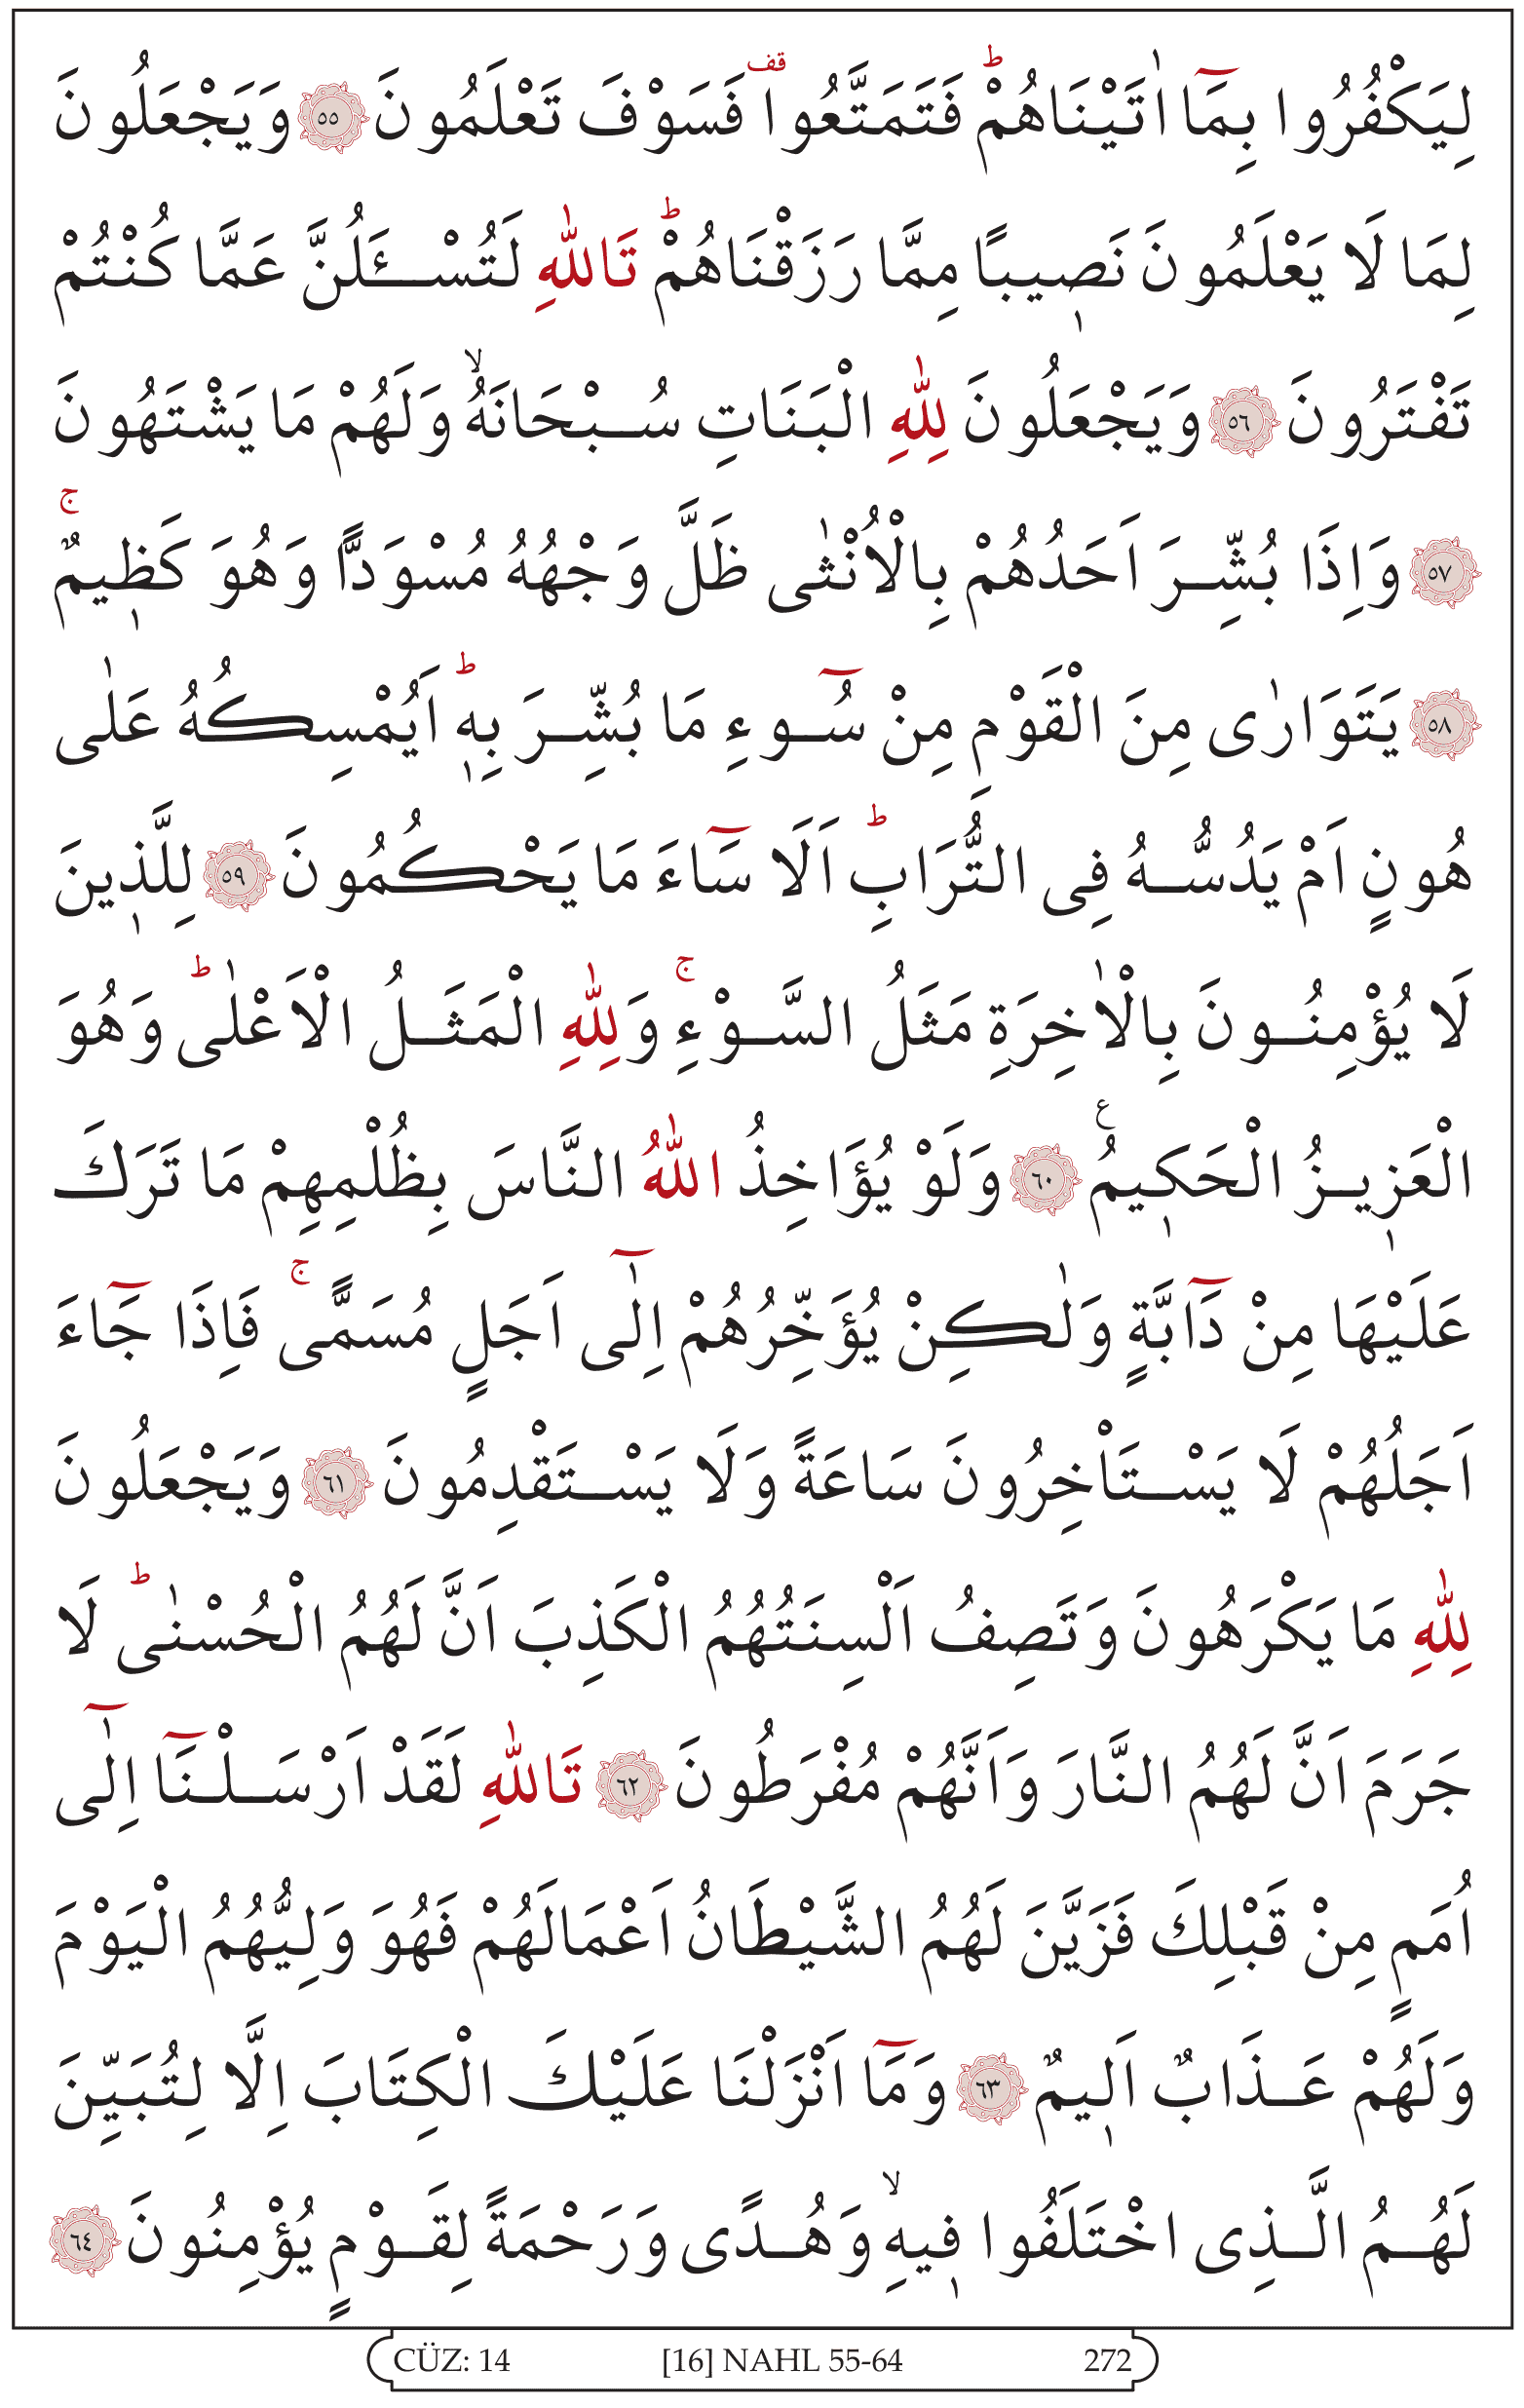 لِيَكْفُرُوا بِمَٓا اٰتَيْنَاهُمْۜ فَتَمَتَّعُوا۠ فَسَوْفَ تَعْلَمُونَ ﴿٥٥﴾ وَيَجْعَلُونَ
لِمَا لَا يَعْلَمُونَ نَصٖيبًا مِمَّا رَزَقْنَاهُمْؕ تَاللّٰهِ لَتُسْـَٔلُنَّ عَمَّا كُنْتُمْ
تَفْتَرُونَ ﴿٥٦﴾ وَيَجْعَلُونَ لِلّٰهِ الْبَنَاتِ سُبْحَانَهُۙ وَلَهُمْ مَا يَشْتَهُونَ
﴿٥٧﴾ وَاِذَا بُشِّرَ اَحَدُهُمْ بِالْاُنْثٰى ظَلَّ وَجْهُهُ مُسْوَدًّا وَهُوَ كَظٖيمٌۚ
﴿٥٨﴾ يَتَوَارٰى مِنَ الْقَوْمِ مِنْ سُٓوءِ مَا بُشِّرَ بِهٖؕ اَيُمْسِكُهُ عَلٰى
هُونٍ اَمْ يَدُسُّهُ فِى التُّرَابِؕ اَلَا سَٓاءَ مَا يَحْكُمُونَ ﴿٥٩﴾ لِلَّذٖينَ
لَا يُؤْمِنُونَ بِالْاٰخِرَةِ مَثَلُ السَّوْءِۚ وَلِلّٰهِ الْمَثَلُ الْاَعْلٰىؕ وَهُوَ
الْعَزٖيزُ الْحَكٖيمُ ع ﴿٦٠﴾ وَلَوْ يُؤَاخِذُ اللّٰهُ النَّاسَ بِظُلْمِهِمْ مَا تَرَكَ
عَلَيْهَا مِنْ دَٓابَّةٍ وَلٰكِنْ يُؤَخِّرُهُمْ اِلٰٓى اَجَلٍ مُسَمًّىۚ فَاِذَا جَٓاءَ
اَجَلُهُمْ لَا يَسْتَاْخِرُونَ سَاعَةً وَلَا يَسْتَقْدِمُونَ ﴿٦١﴾ وَيَجْعَلُونَ
لِلّٰهِ مَا يَكْرَهُونَ وَتَصِفُ اَلْسِنَتُهُمُ الْكَذِبَ اَنَّ لَهُمُ الْحُسْنٰىؕ لَا
جَرَمَ اَنَّ لَهُمُ النَّارَ وَاَنَّهُمْ مُفْرَطُونَ ﴿٦٢﴾ تَاللّٰهِ لَقَدْ اَرْسَلْنَٓا اِلٰٓى
اُمَمٍ مِنْ قَبْلِكَ فَزَيَّنَ لَهُمُ الشَّيْطَانُ اَعْمَالَهُمْ فَهُوَ وَلِيُّهُمُ الْيَوْمَ
وَلَهُمْ عَذَابٌ اَلٖيمٌ ﴿٦٣﴾ وَمَٓا اَنْزَلْنَا عَلَيْكَ الْكِتَابَ اِلَّا لِتُبَيِّنَ
لَهُمُ الَّذِى اخْتَلَفُوا فٖيهِۙ وَهُدًى وَرَحْمَةً لِقَوْمٍ يُؤْمِنُونَ ﴿٦٤﴾
CÜZ: 14 [16] NAHL 55-64 272